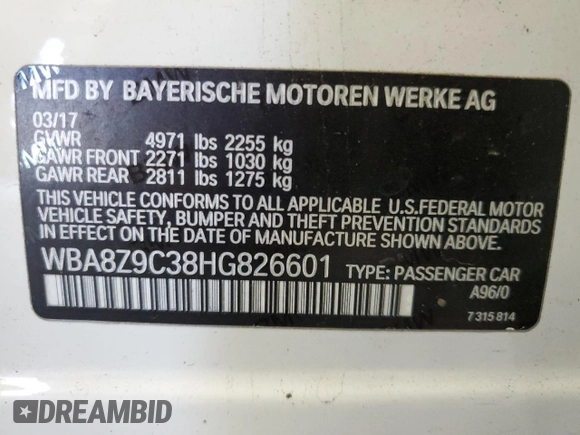 MFD BY BAYERISCHE MOTOREN WERKE AG
03/17
GVWR 4971 lbs 2255 kg
GAWR FRONT 2271 lbs 1030 kg
GAWR REAR 2811 lbs 1275 kg
THIS VEHICLE CONFORMS TO ALL APPLICABLE U.S.FEDERAL MOTOR
VEHICLE SAFETY, BUMPER AND THEFT PREVENTION STANDARDS
IN EFFECT ON THE DATE OF MANUFACTURE SHOWN ABOVE.
WBA8Z9C38HG826601 TYPE: PASSENGER CAR
A96/0
7 315 814
DREAMBID